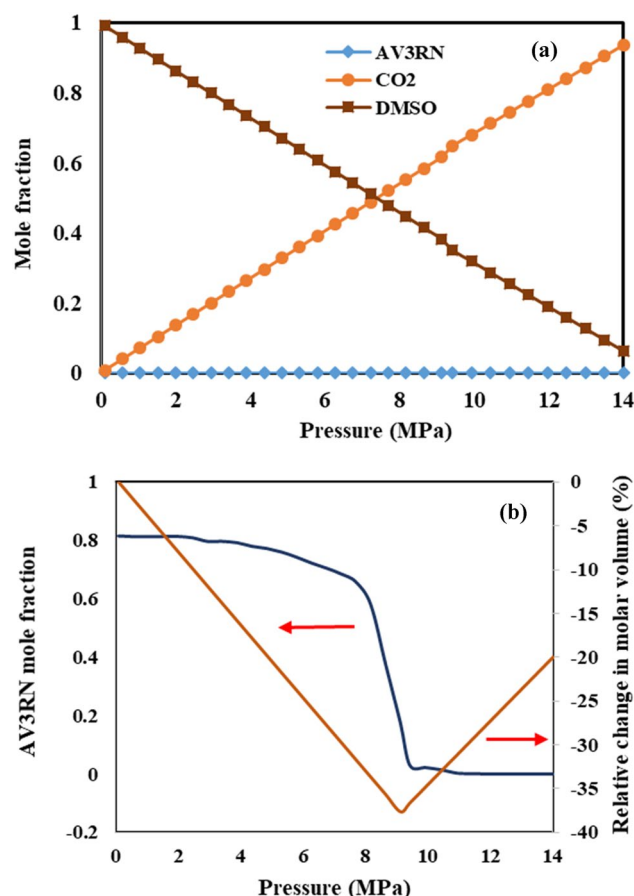 (a)
AV3RN
CO2
DMSO
1
0.8
0.6
0.4
0.2
0
Mole fraction
0 2 4 6 8 10 12 14
Pressure (MPa)
(b)
1
0.8
0.6
0.4
0.2
0
-0.2
AV3RN mole fraction
0
-5
-10
-15
-20
-25
-30
-35
-40
Relative change in molar volume (%)
0 2 4 6 8 10 12 14
Pressure (MPa)